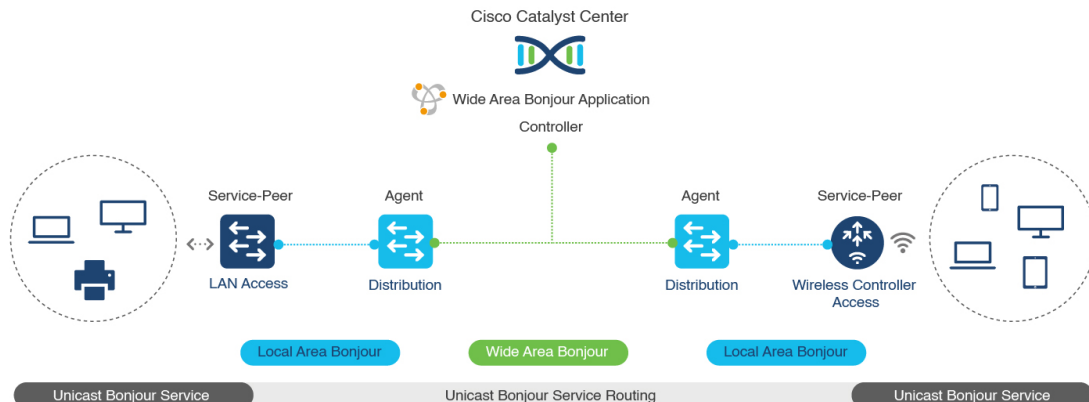 Cisco Catalyst Center
Wide Area Bonjour Application
Controller
Service-Peer
Agent
Agent
Service-Peer
LAN Access
Distribution
Distribution
Wireless Controller
Access
Local Area Bonjour
Wide Area Bonjour
Local Area Bonjour
Unicast Bonjour Service
Unicast Bonjour Service Routing
Unicast Bonjour Service